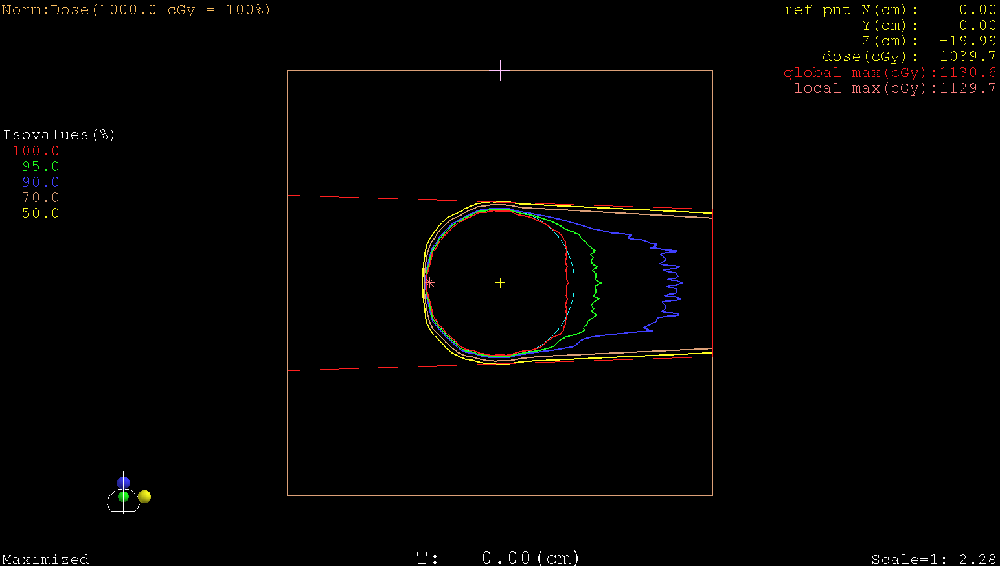 Norm:Dose(1000.0 cGy = 100%)
ref pnt X(cm): 0.00
Y(cm): 0.00
Z(cm): -19.99
dose(cGy): 1039.7
global max(cGy):1130.6
local max(cGy):1129.7
Isovalues(%)
100.0
95.0
90.0
70.0
50.0
Maximized
T: 0.00(cm)
Scale=1: 2.28